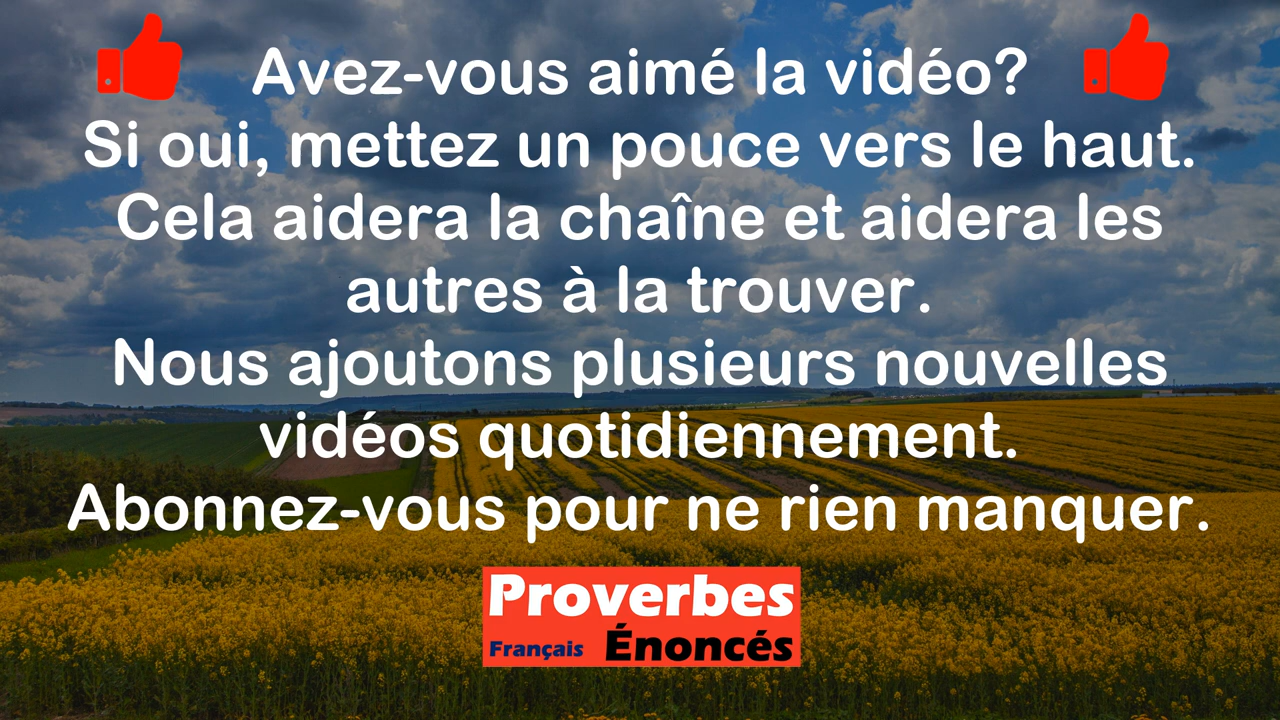 Avez-vous aimé la vidéo?
Si oui, mettez un pouce vers le haut.
Cela aidera la chaîne et aidera les
autres à la trouver.
Nous ajoutons plusieurs nouvelles
vidéos quotidiennement.
Abonnez-vous pour ne rien manquer.
Proverbes
Français Énoncés